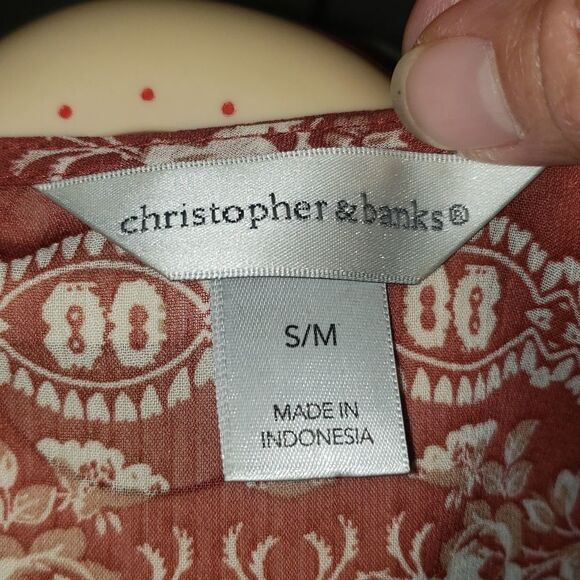 christopher & banks®
S/M
MADE IN
INDONESIA